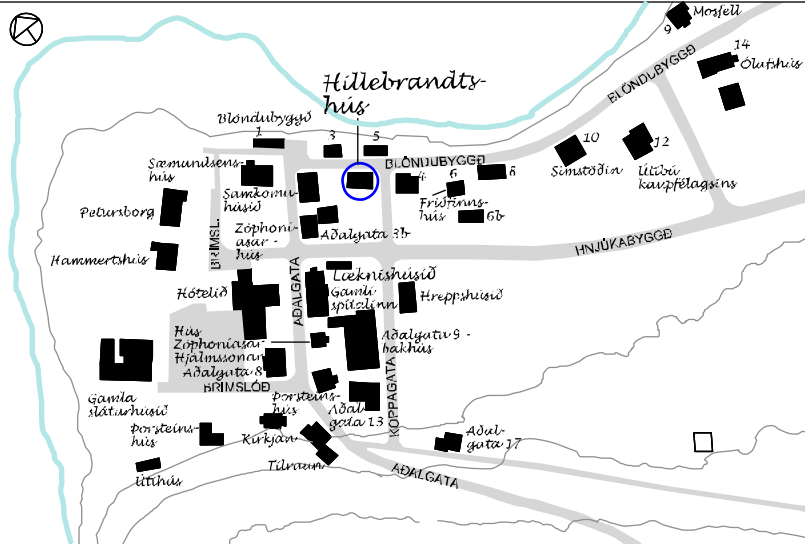 Mosfell
9
14
Ólafshús
BLÖNDUBYGGÐ
Hillebrandts-
hús
Blöndubyggð
1
3
5
BLÖNDUBYGGÐ
10
12
Símstöðin
Útibú
kaupfélagsins
Sæmundsens-
hús
Samkomu-
húsið
4
6
8
Friðfinns-
hús
6b
Pétursborg
Zóphoní-
asar-
hús
Aðalgata 3b
BRIMSL.
HNJÚKABYGGÐ
Hammertshús
Hótelið
AÐALGATA
Læknishúsið
Gamli
spítalinn
Hreppshúsið
Hús
Zóphoníasar
Hjálmssonar
Aðalgata 8
Aðalgata 9 -
bakhús
BRIMSLÓÐ
KOPPAGATA
Gamla
sláturhúsið
Þorsteins-
hús
Aðal-
gata 13
Þorsteins-
hús
Kirkjan
Tilraun
Aðal-
gata 17
Útihús
AÐALGATA